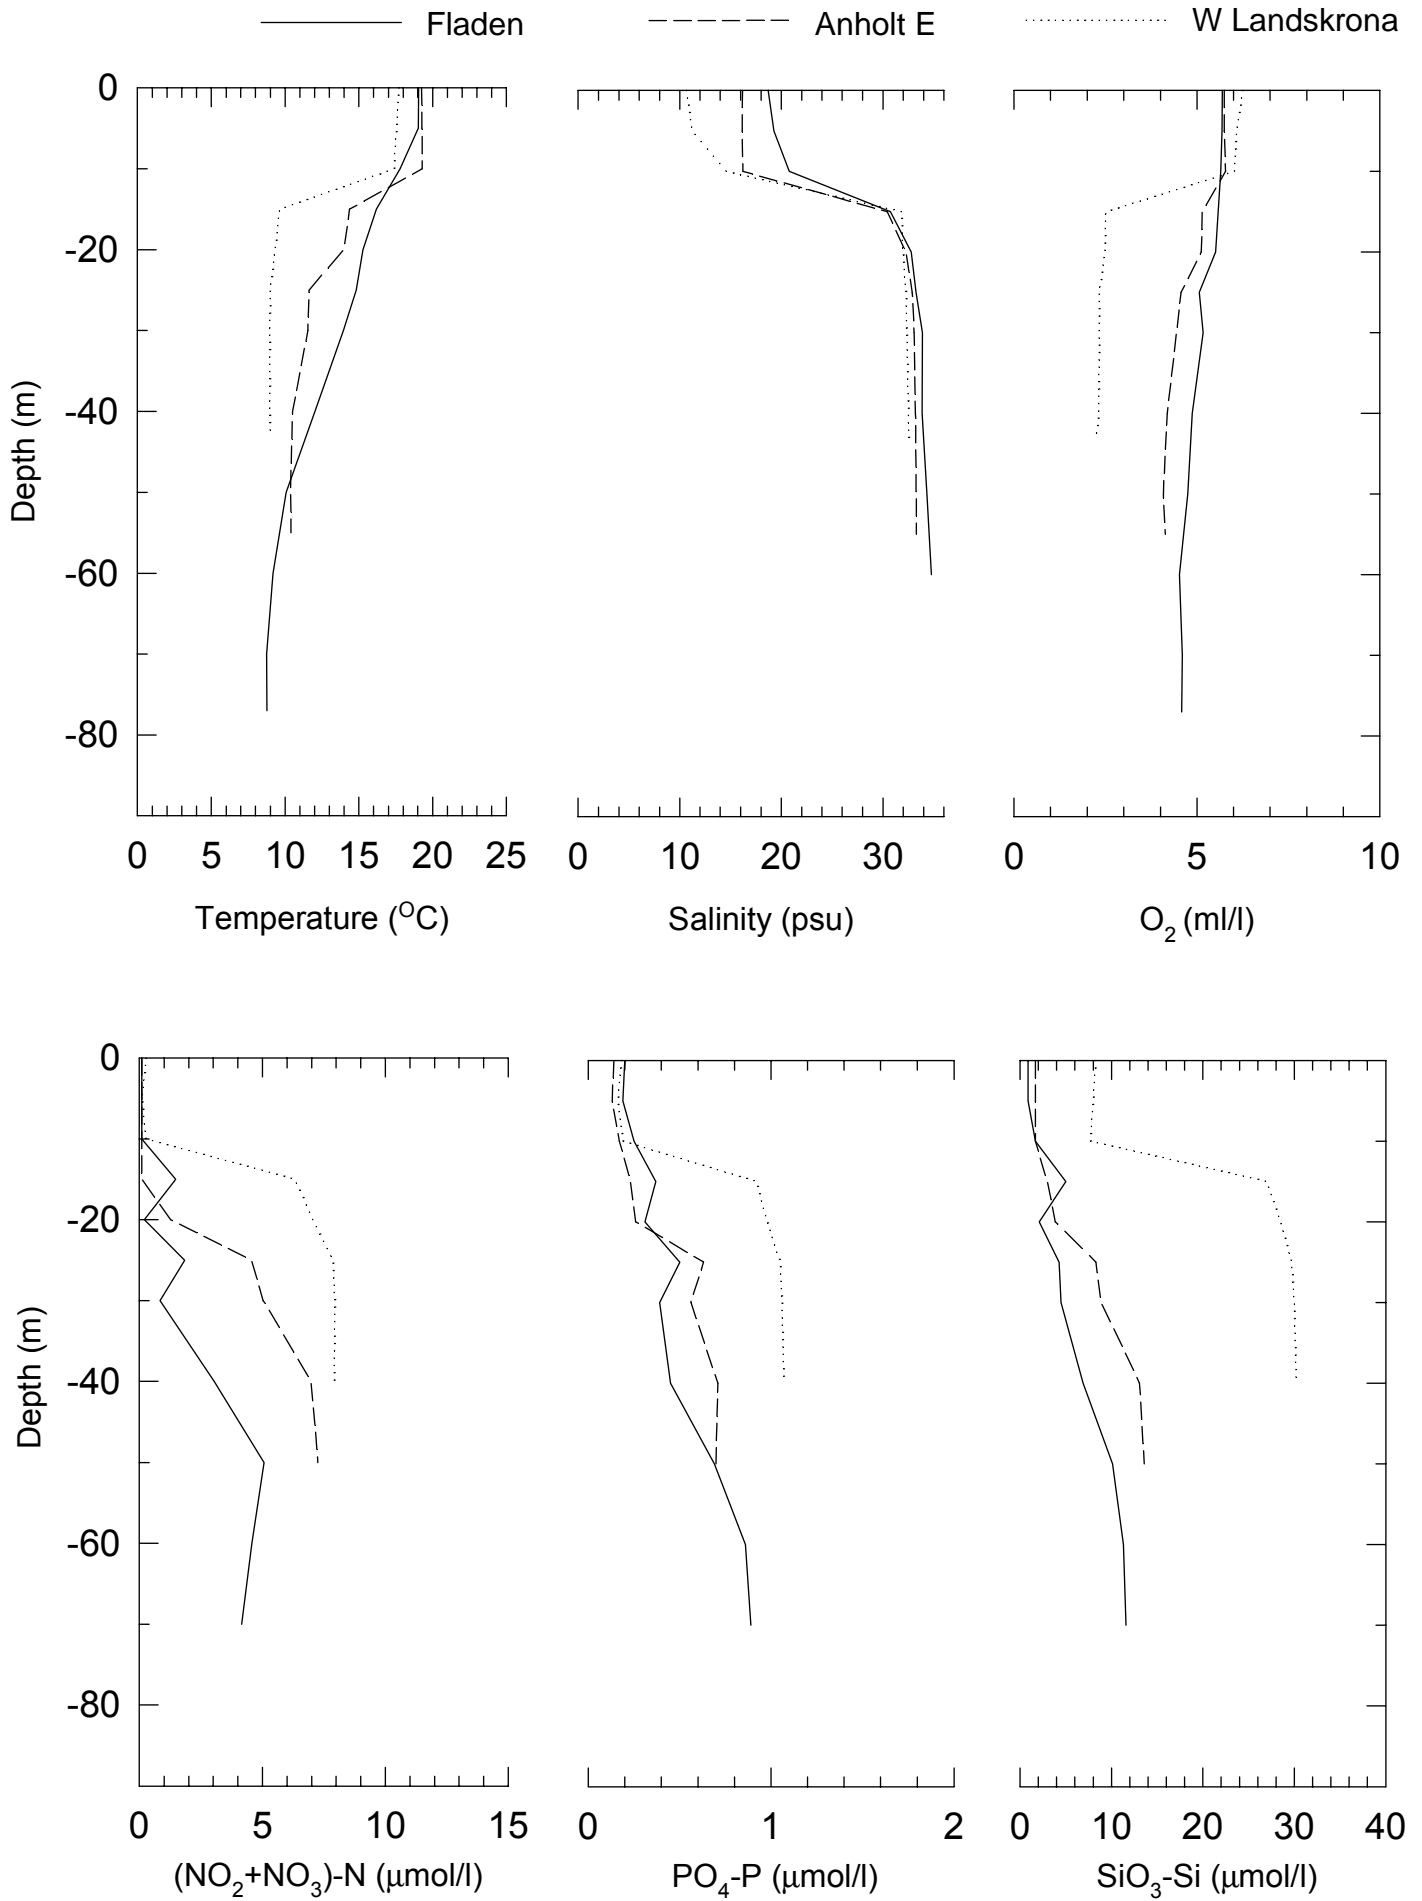 Fladen Anholt E W Landskrona
0
-20
-40
-60
-80
Depth (m)
0 5 10 15 20 25
Temperature (OC)
0 10 20 30
Salinity (psu)
0 5 10
O2 (ml/l)
0
-20
-40
-60
-80
Depth (m)
0 5 10 15
(NO2+NO3)-N (μmol/l)
0 1 2
PO4-P (μmol/l)
0 10 20 30 40
SiO3-Si (μmol/l)